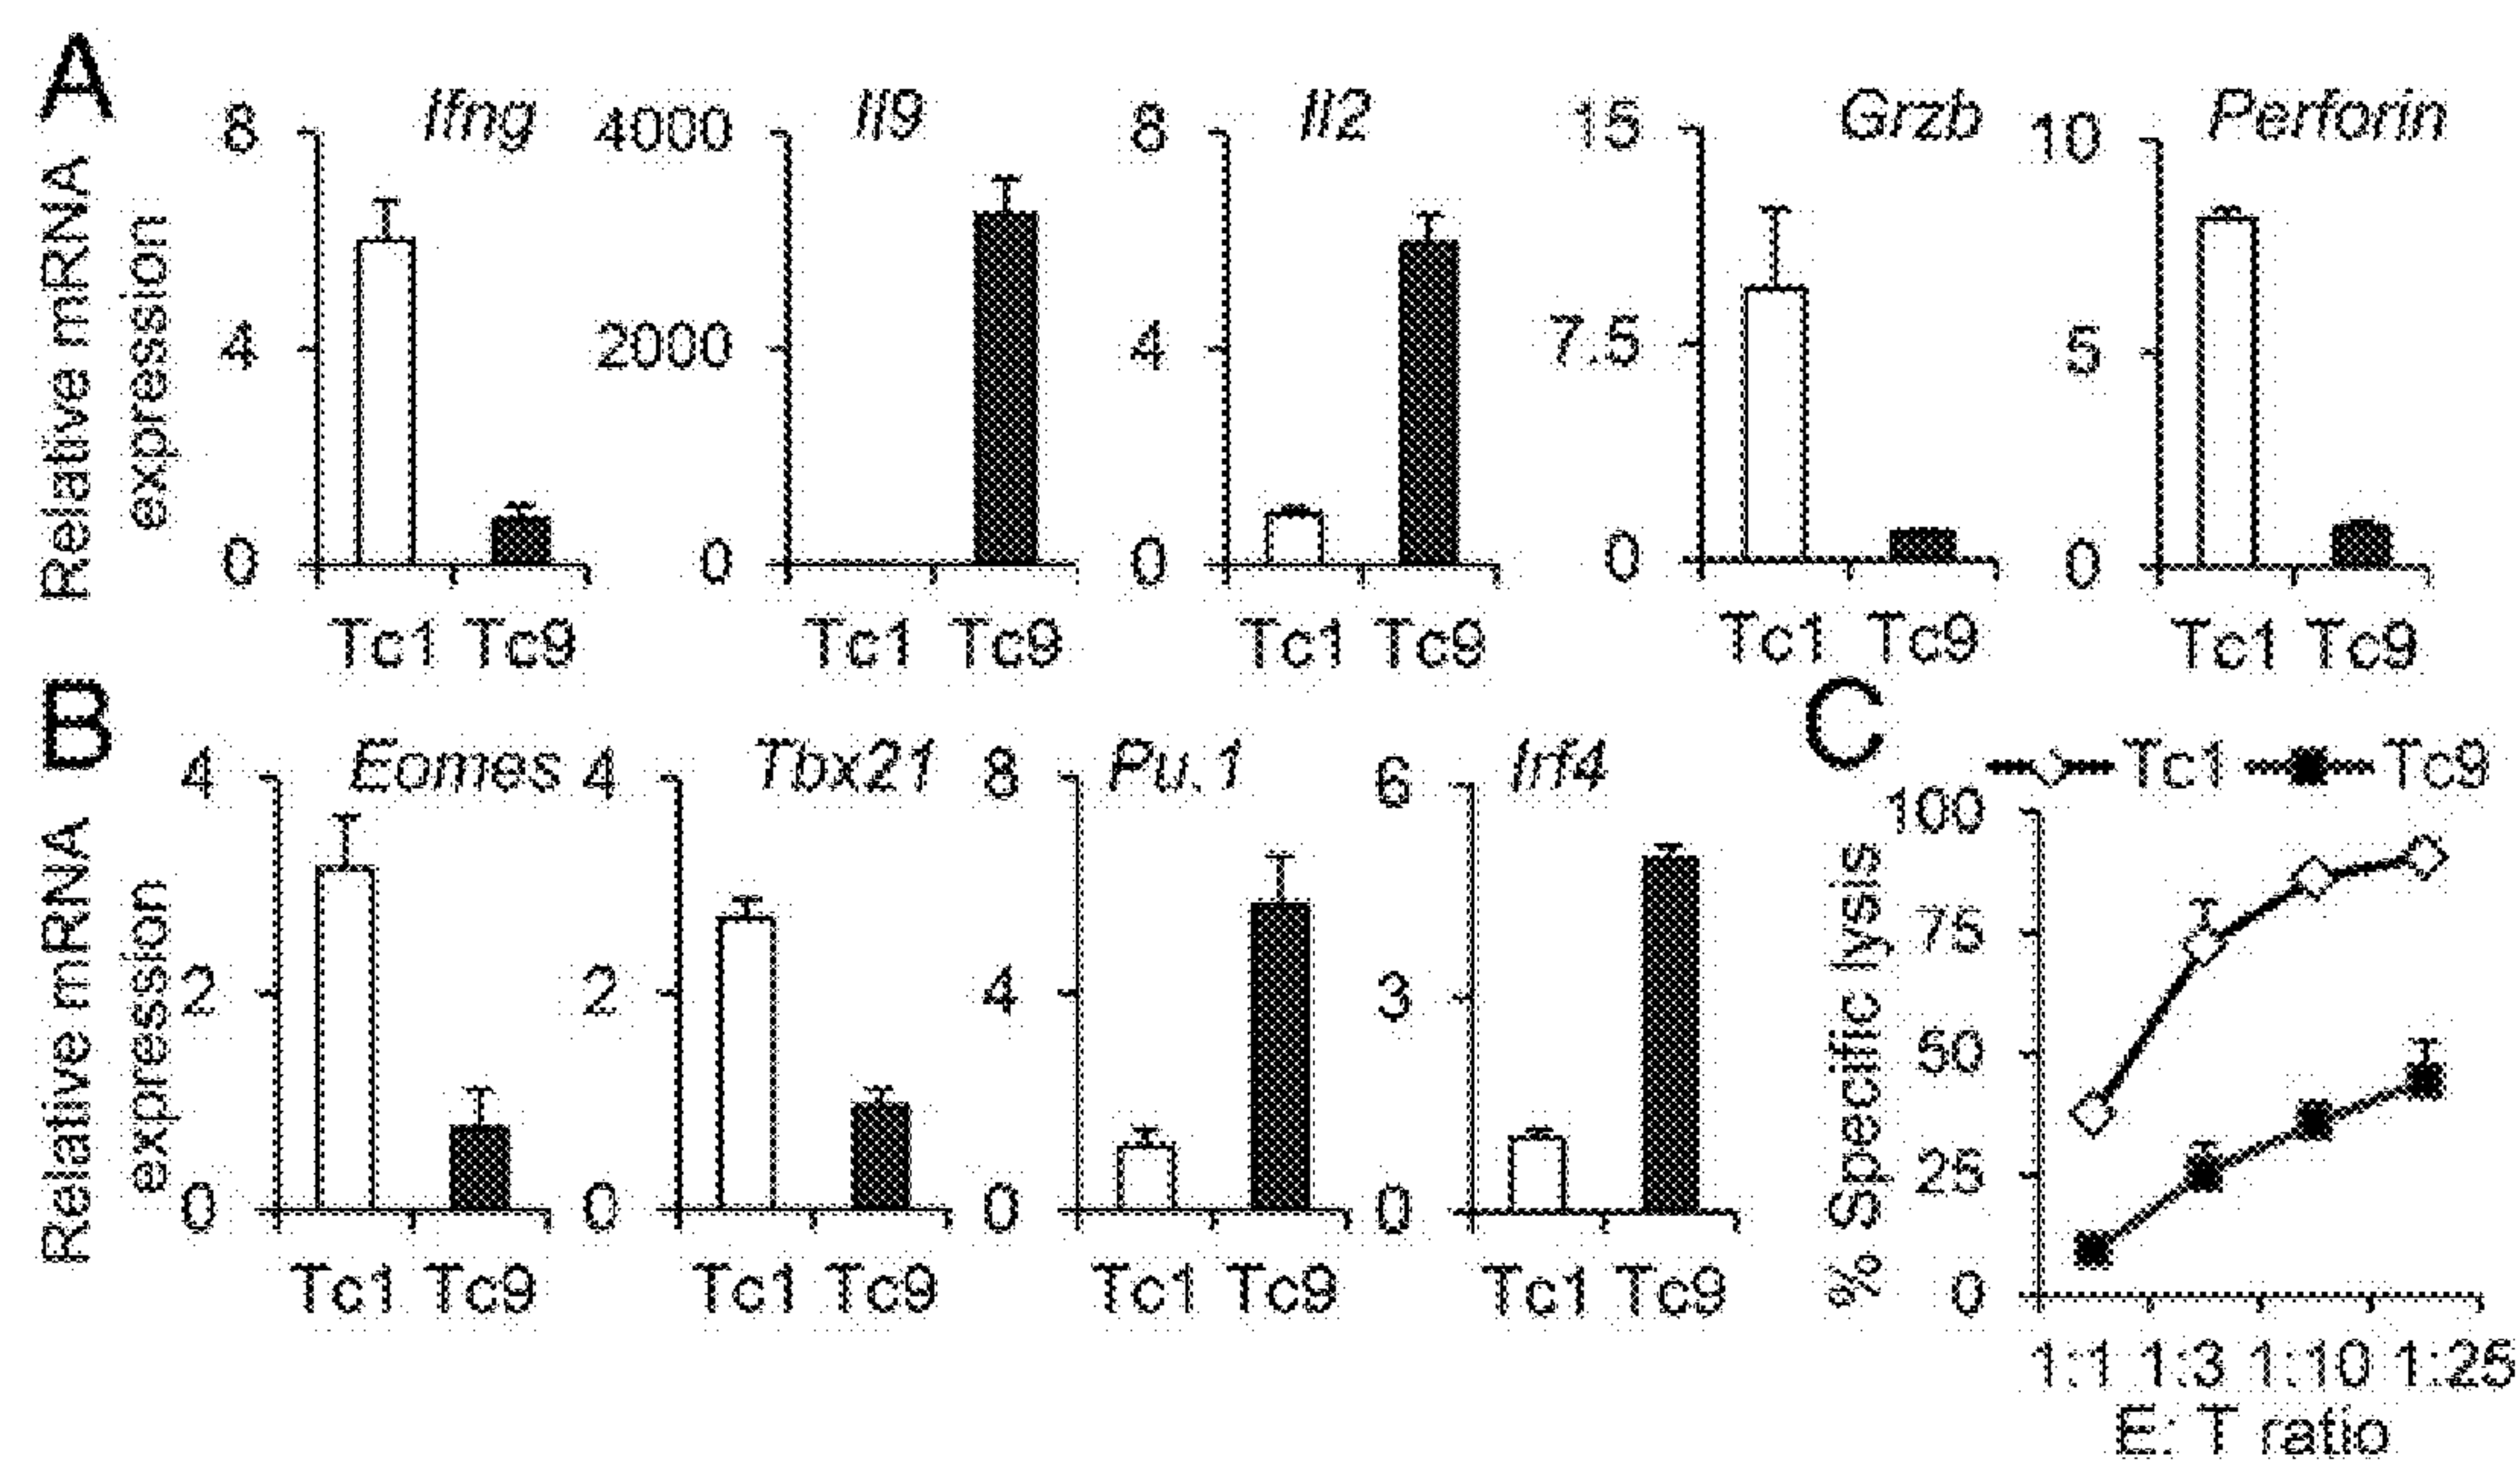 A
Relative mRNA
expression
Ifng
8
4
0
Tc1 Tc9
Il9
4000
2000
0
Tc1 Tc9
Il2
8
4
0
Tc1 Tc9
Grzb
15
7.5
0
Tc1 Tc9
Perforin
10
5
0
Tc1 Tc9
B
Relative mRNA
expression
Eomes
4
2
0
Tc1 Tc9
Tbx21
4
2
0
Tc1 Tc9
Pu.1
8
4
0
Tc1 Tc9
Irf4
6
3
0
Tc1 Tc9
C
Tc1 Tc9
% Specific lysis
100
75
50
25
0
1:1 1:3 1:10 1:25
E: T ratio